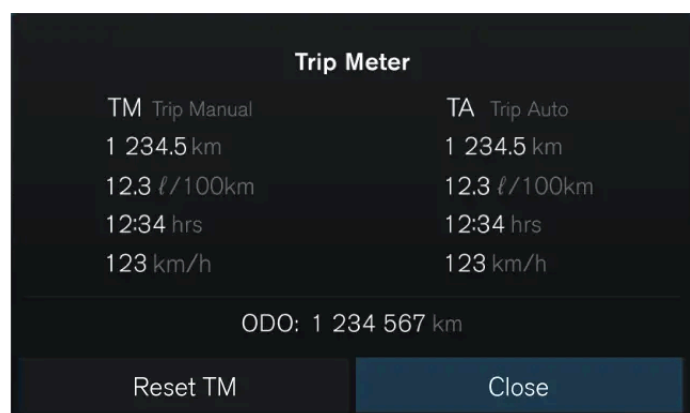 Trip Meter
TM Trip Manual TA Trip Auto
1 234.5 km 1 234.5 km
12.3 ℓ/100km 12.3 ℓ/100km
12:34 hrs 12:34 hrs
123 km/h 123 km/h
ODO: 1 234 567 km
Reset TM Close